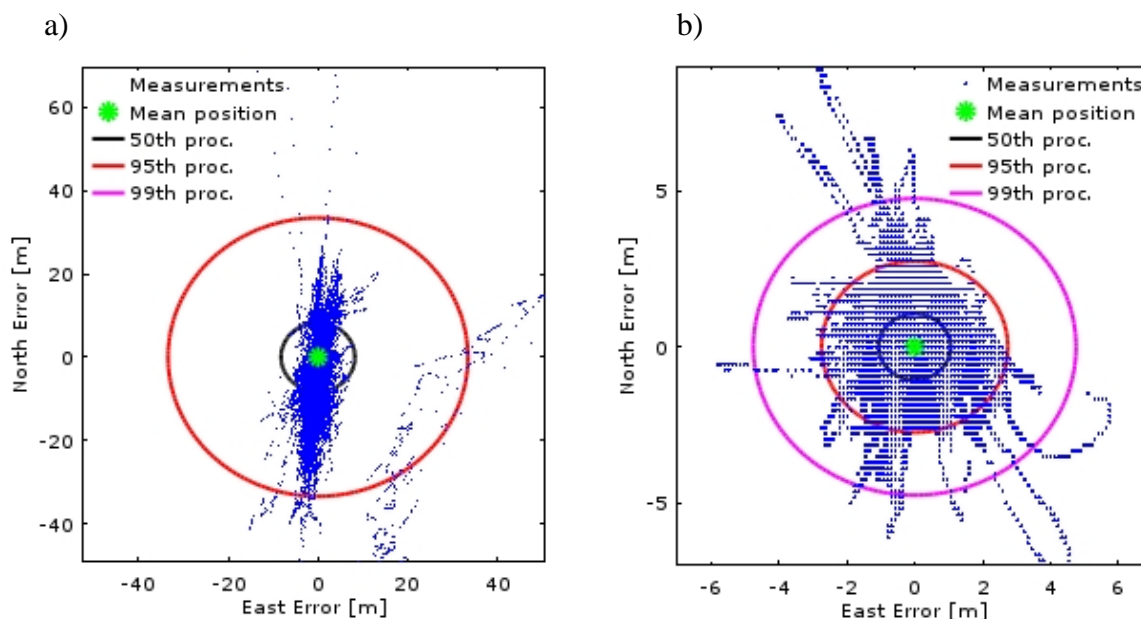 a)
60
40
20
0
-20
-40
North Error [m]
Measurements
Mean position
50th proc.
95th proc.
99th proc.
-40
-20
0
20
40
East Error [m]
b)
5
0
-5
North Error [m]
Measurements
Mean position
50th proc.
95th proc.
99th proc.
-6
-4
-2
0
2
4
6
East Error [m]